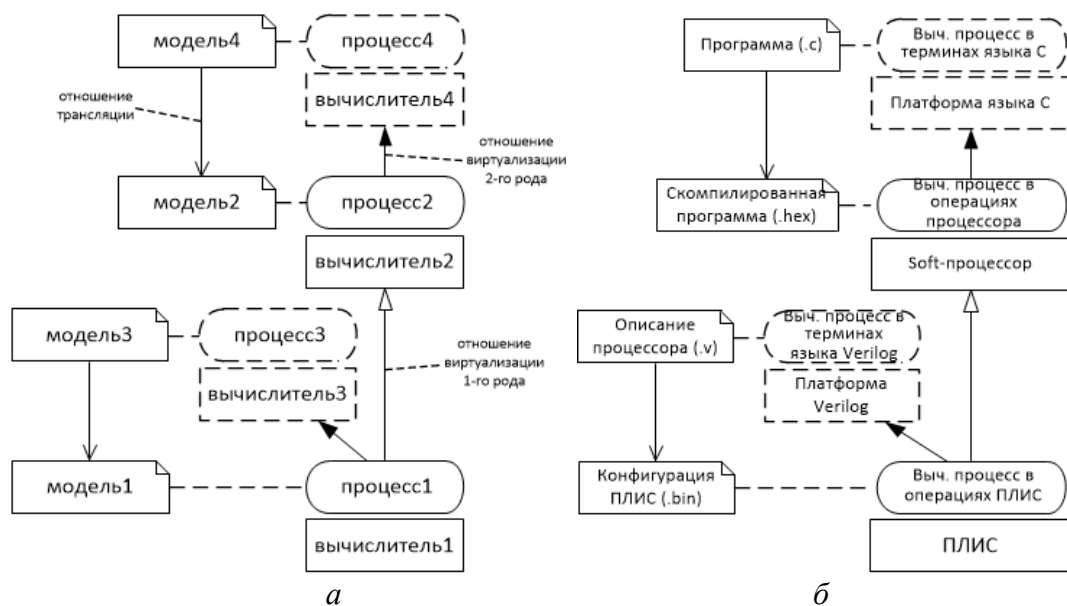 модель4
процесс4
вычислитель4
отношение
трансляции
отношение
виртуализации
2-го рода
модель2
процесс2
вычислитель2
модель3
процесс3
вычислитель3
отношение
виртуализации
1-го рода
модель1
процесс1
вычислитель1
а
Программа (.c)
Выч. процесс в
терминах языка С
Платформа языка С
Скомпилированная
программа (.hex)
Выч. процесс в
операциях
процессора
Soft-процессор
Описание
процессора (.v)
Выч. процесс в
терминах
языка Verilog
Платформа
Verilog
Конфигурация
ПЛИС (.bin)
Выч. процесс в
операциях ПЛИС
ПЛИС
б